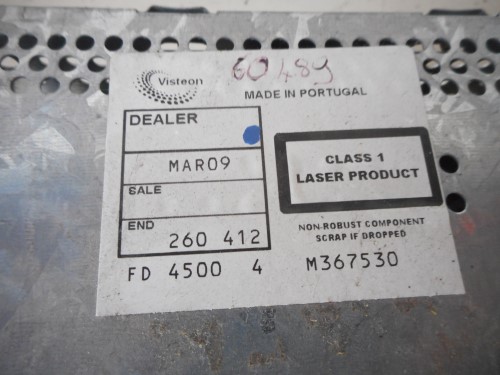 60489
Visteon
MADE IN PORTUGAL
DEALER
MAR09
SALE
END
260 412
FD 4500 4
CLASS 1
LASER PRODUCT
NON-ROBUST COMPONENT
SCRAP IF DROPPED
M367530